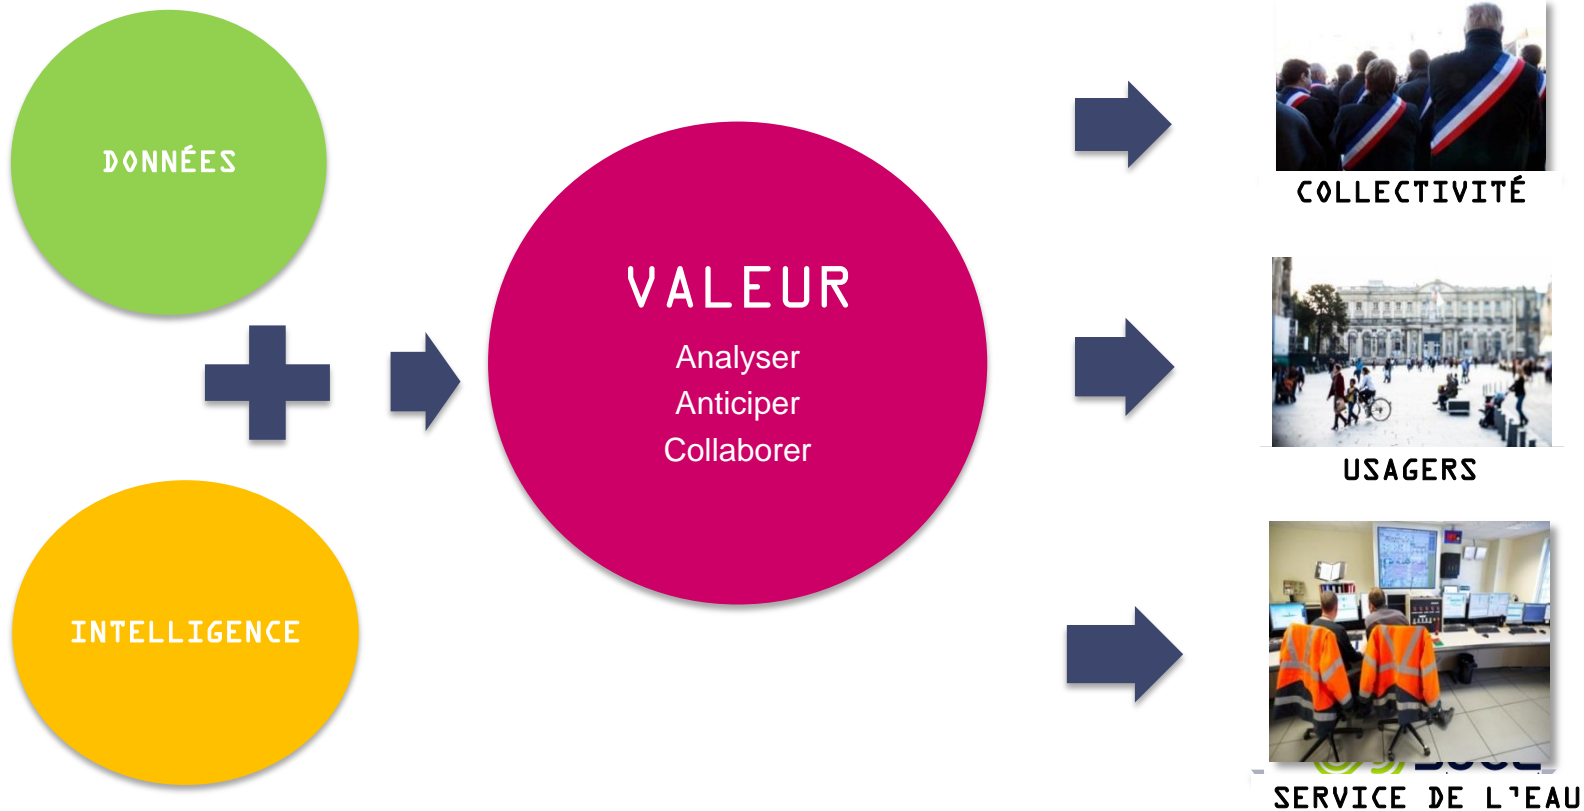 DONNÉES
INTELLIGENCE
VALEUR
Analyser
Anticiper
Collaborer
COLLECTIVITÉ
USAGERS
SERVICE DE L'EAU